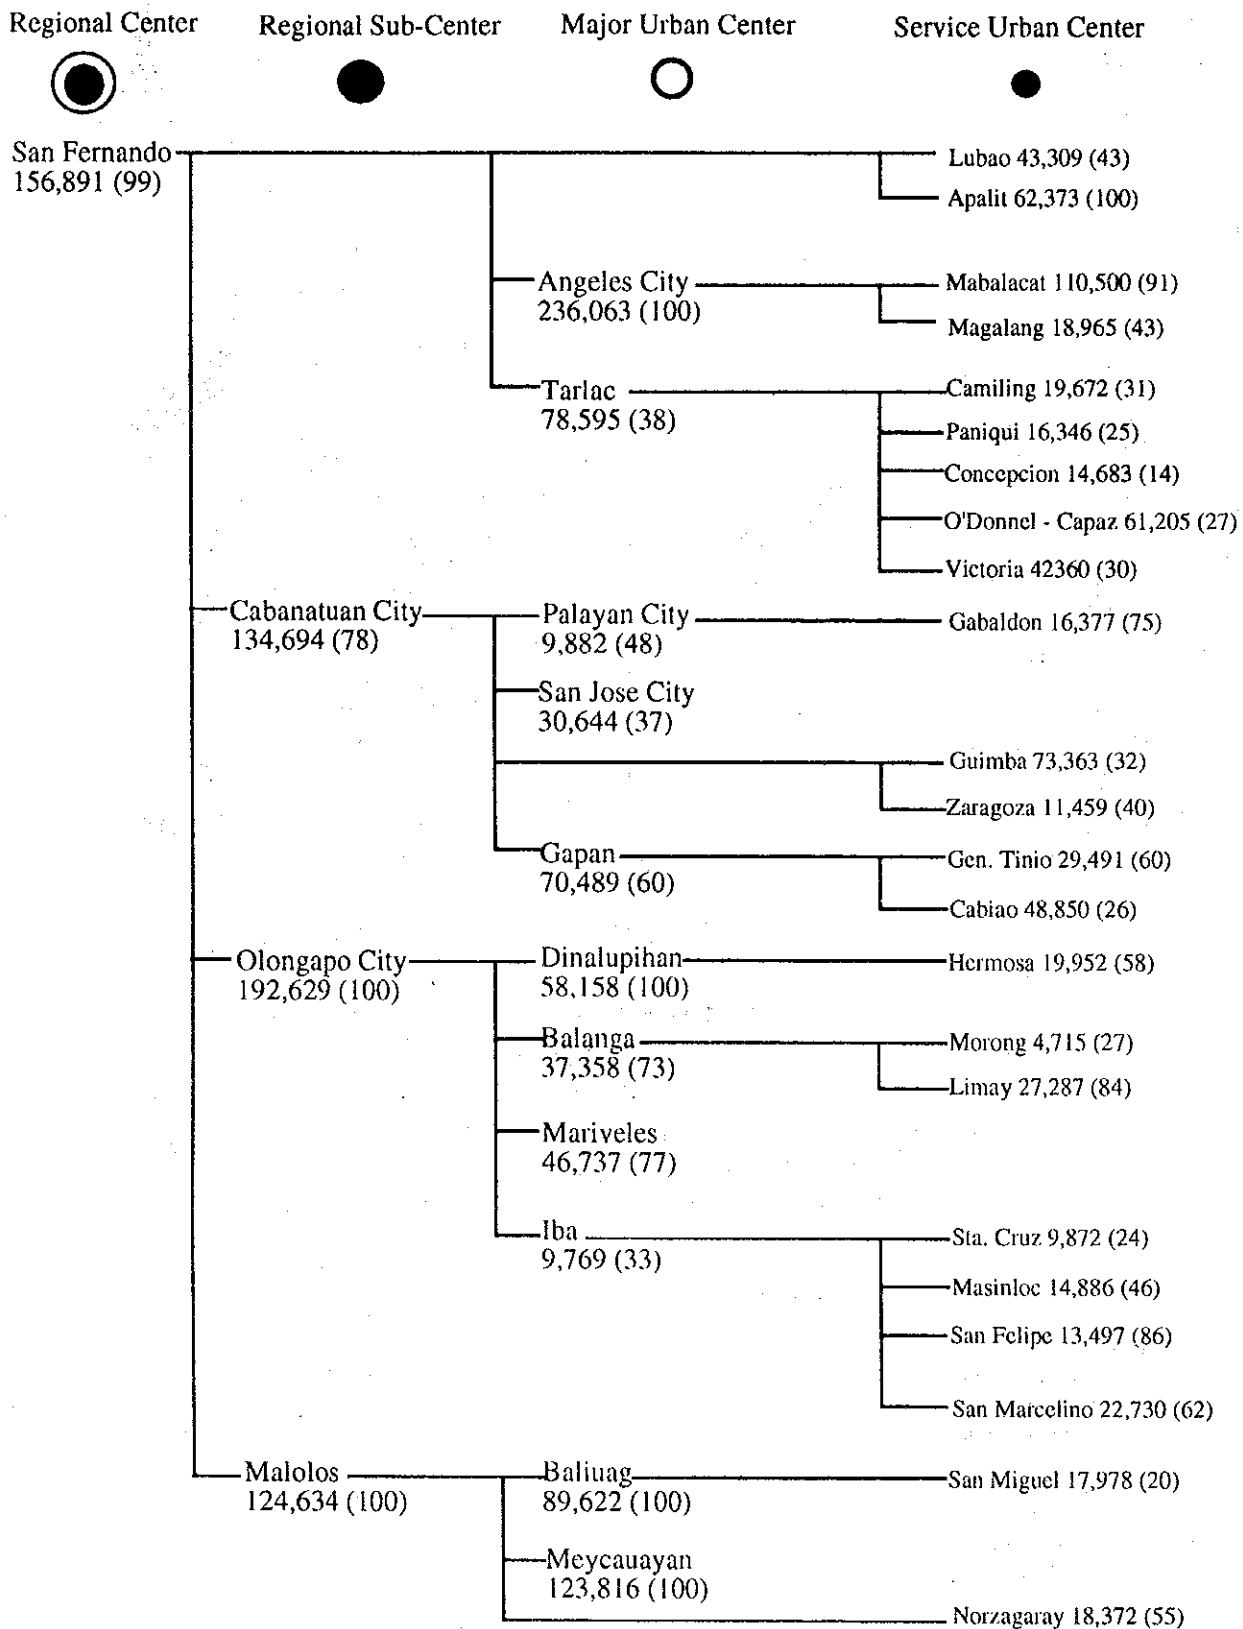 Regional Center Regional Sub-Center Major Urban Center Service Urban Center
San Fernando
156,891 (99)
Lubao 43,309 (43)
Apalit 62,373 (100)
Angeles City
236,063 (100)
Mabalacat 110,500 (91)
Magalang 18,965 (43)
Tarlac
78,595 (38)
Camiling 19,672 (31)
Paniqui 16,346 (25)
Concepcion 14,683 (14)
O'Donnel - Capaz 61,205 (27)
Victoria 42360 (30)
Cabanatuan City
134,694 (78)
Palayan City
9,882 (48)
Gabaldon 16,377 (75)
San Jose City
30,644 (37)
Guimba 73,363 (32)
Zaragoza 11,459 (40)
Gapan
70,489 (60)
Gen. Tinio 29,491 (60)
Cabiao 48,850 (26)
Olongapo City
192,629 (100)
Dinalupihan
58,158 (100)
Hermosa 19,952 (58)
Balanga
37,358 (73)
Morong 4,715 (27)
Limay 27,287 (84)
Mariveles
46,737 (77)
Iba
9,769 (33)
Sta. Cruz 9,872 (24)
Masinloc 14,886 (46)
San Felipe 13,497 (86)
San Marcelino 22,730 (62)
Malolos
124,634 (100)
Baliuag
89,622 (100)
San Miguel 17,978 (20)
Meycauayan
123,816 (100)
Norzagaray 18,372 (55)